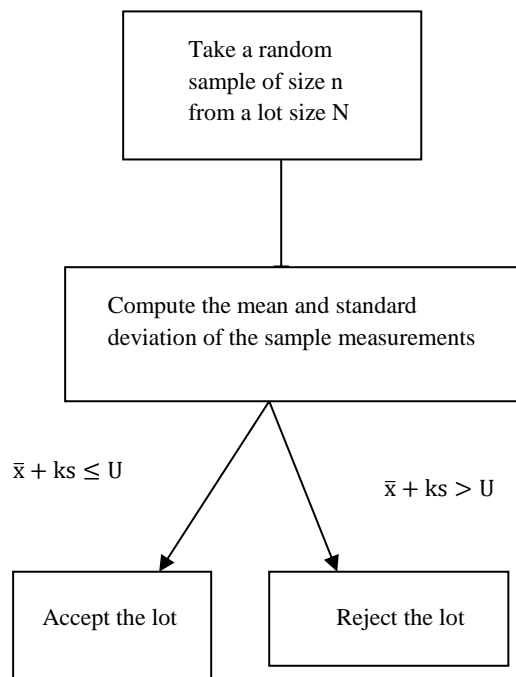 Take a random
sample of size n
from a lot size N
Compute the mean and standard
deviation of the sample measurements
x̄ + ks ≤ U
x̄ + ks > U
Accept the lot
Reject the lot